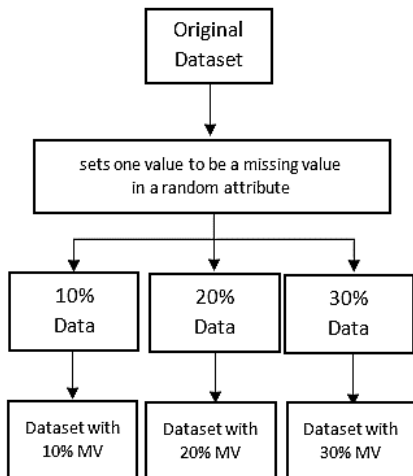 Original
Dataset
sets one value to be a missing value
in a random attribute
10%
Data
20%
Data
30%
Data
Dataset with
10% MV
Dataset with
20% MV
Dataset with
30% MV